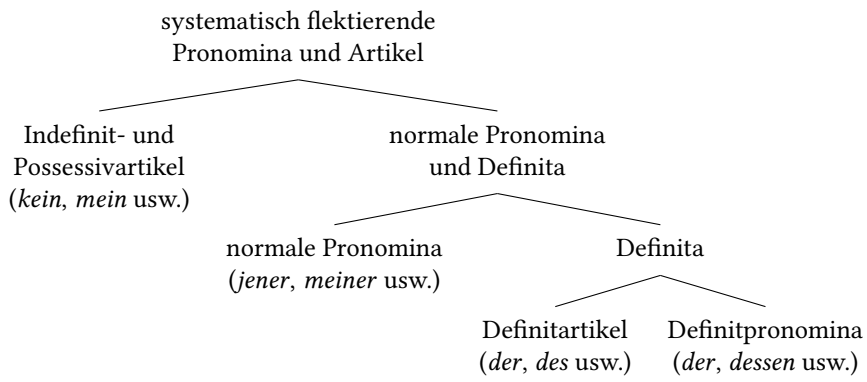 systematisch flektierende
Pronomina und Artikel
Indefinit- und
Possessivartikel
(kein, mein usw.)
normale Pronomina
und Definita
normale Pronomina
(jener, meiner usw.)
Definita
Definitartikel
(der, des usw.)
Definitpronomina
(der, dessen usw.)